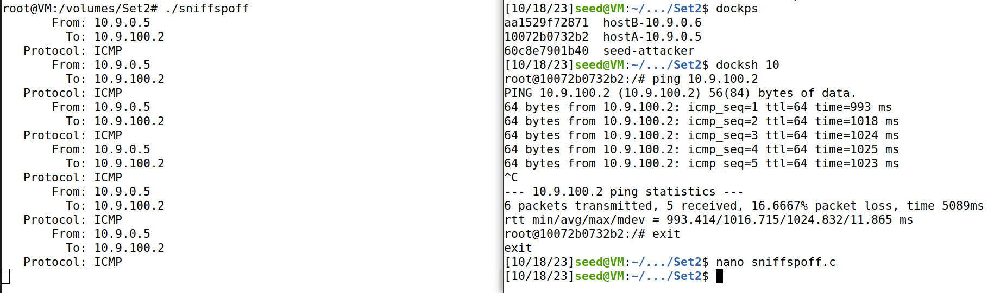 root@VM:/volumes/Set2# ./sniffspoff
From: 10.9.0.5
To: 10.9.100.2
Protocol: ICMP
From: 10.9.0.5
To: 10.9.100.2
Protocol: ICMP
From: 10.9.0.5
To: 10.9.100.2
Protocol: ICMP
From: 10.9.0.5
To: 10.9.100.2
Protocol: ICMP
From: 10.9.0.5
To: 10.9.100.2
Protocol: ICMP
From: 10.9.0.5
To: 10.9.100.2
Protocol: ICMP
[10/18/23]seed@VM:~/.../Set2$ dockps
aa1529f72871  hostB-10.9.0.6
10072b0732b2  hostA-10.9.0.5
60c8e7901b40  seed-attacker
[10/18/23]seed@VM:~/.../Set2$ docksh 10
root@10072b0732b2:/# ping 10.9.100.2
PING 10.9.100.2 (10.9.100.2) 56(84) bytes of data.
64 bytes from 10.9.100.2: icmp_seq=1 ttl=64 time=993 ms
64 bytes from 10.9.100.2: icmp_seq=2 ttl=64 time=1018 ms
64 bytes from 10.9.100.2: icmp_seq=3 ttl=64 time=1024 ms
64 bytes from 10.9.100.2: icmp_seq=4 ttl=64 time=1025 ms
64 bytes from 10.9.100.2: icmp_seq=5 ttl=64 time=1023 ms
^C
--- 10.9.100.2 ping statistics ---
6 packets transmitted, 5 received, 16.6667% packet loss, time 5089ms
rtt min/avg/max/mdev = 993.414/1016.715/1024.832/11.865 ms
root@10072b0732b2:/# exit
exit
[10/18/23]seed@VM:~/.../Set2$ nano sniffspoff.c
[10/18/23]seed@VM:~/.../Set2$